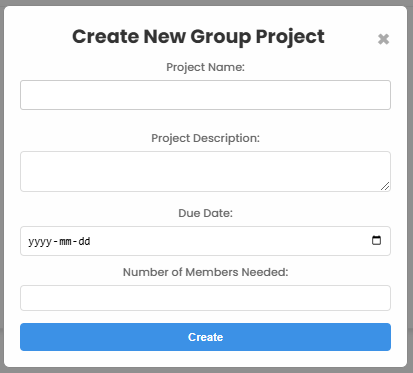 Create New Group Project
✖
Project Name:
Project Description:
Due Date:
yyyy-mm-dd
Number of Members Needed:
Create